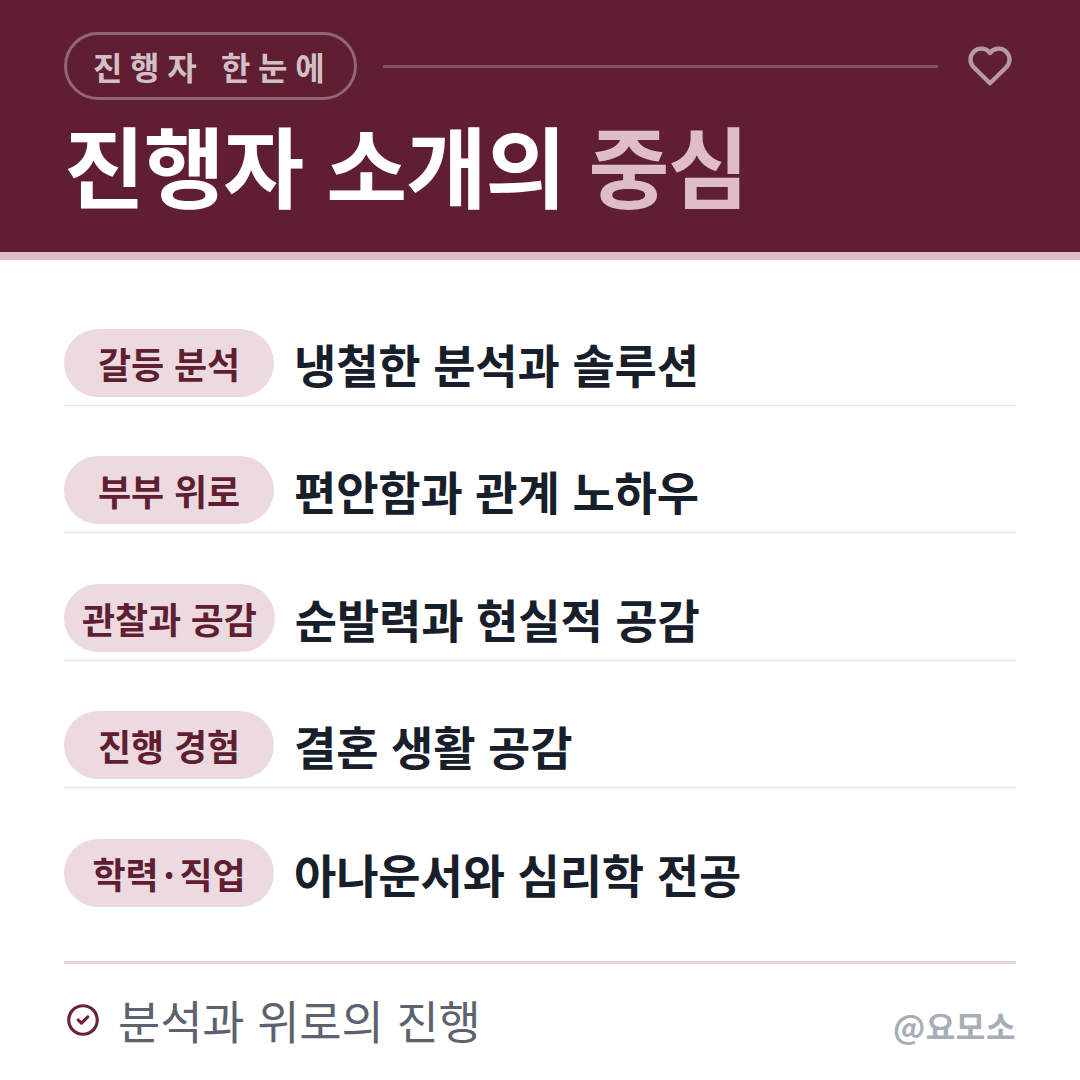 진행자 한눈에
진행자 소개의 중심
갈등 분석 냉철한 분석과 솔루션
부부 위로 편안함과 관계 노하우
관찰과 공감 순발력과 현실적 공감
진행 경험 결혼 생활 공감
학력·직업 아나운서와 심리학 전공
분석과 위로의 진행
@요모소